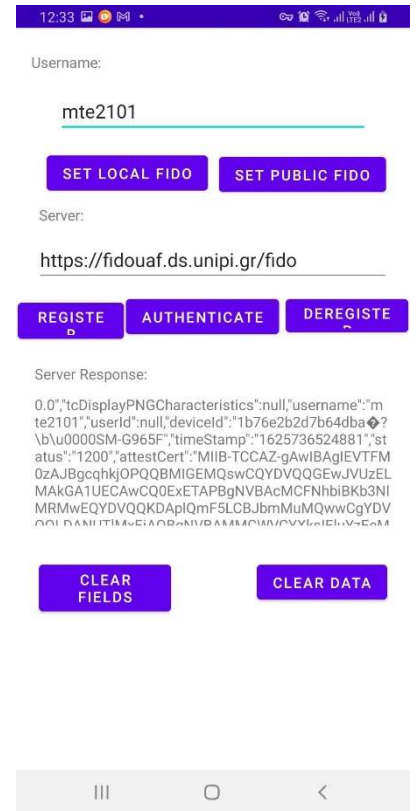 12:33
Username:
mte2101
SET LOCAL FIDO
SET PUBLIC FIDO
Server:
https://fidouaf.ds.unipi.gr/fido
REGISTE
R
AUTHENTICATE
DEREGISTE
R
Server Response:
0.0","tcDisplayPNGCharacteristics":null,"username":"m
te2101","userId":null,"deviceId":"1b76e2b2d7b64dba�?
\b\u0000SM-G965F","timeStamp":"1625736524881","st
atus":"1200","attestCert":"MIIB-TCCAZ-gAwIBAgIEVTFM
0zAJBgcqhkjOPQQBMIGEMQswCQYDVQQGEwJVUzEL
MAkGA1UECAwCQ0ExETAPBgNVBAcMCFNhbiBKb3Nl
MRMwEQYDVQQKDAplQmF5LCBJbmMuMQwwCgYDV
CLEAR
FIELDS
CLEAR DATA